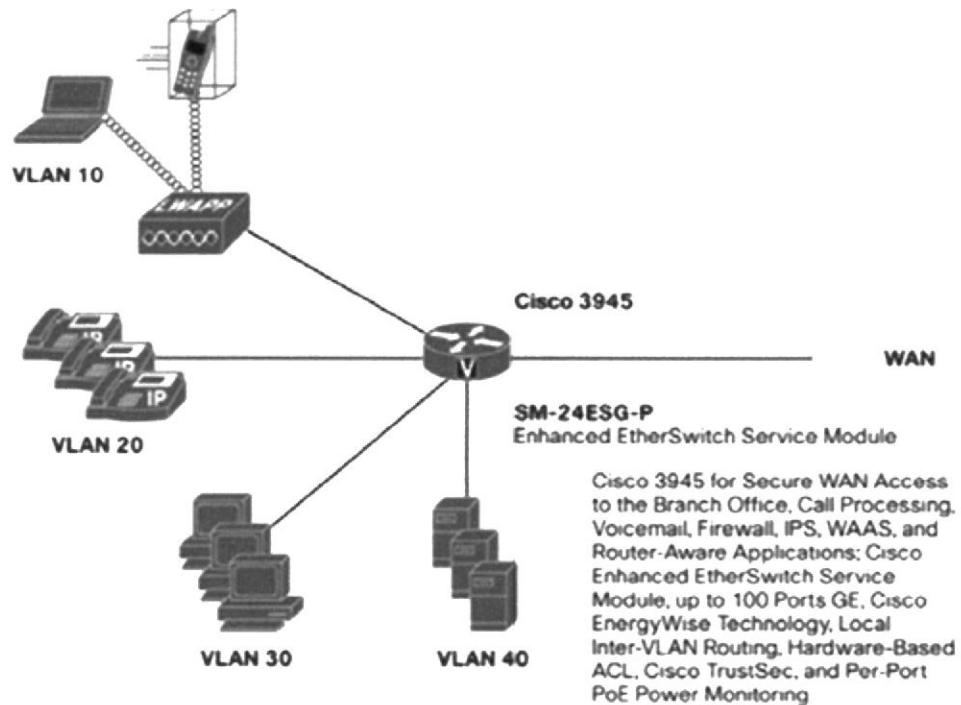 VLAN 10
LWAPP
Cisco 3945
WAN
IP
IP
IP
VLAN 20
V
SM-24ESG-P
Enhanced EtherSwitch Service Module
Cisco 3945 for Secure WAN Access
to the Branch Office, Call Processing,
Voicemail, Firewall, IPS, WAAS, and
Router-Aware Applications; Cisco
Enhanced EtherSwitch Service
Module, up to 100 Ports GE, Cisco
EnergyWise Technology, Local
Inter-VLAN Routing, Hardware-Based
ACL, Cisco TrustSec, and Per-Port
PoE Power Monitoring
VLAN 30
VLAN 40